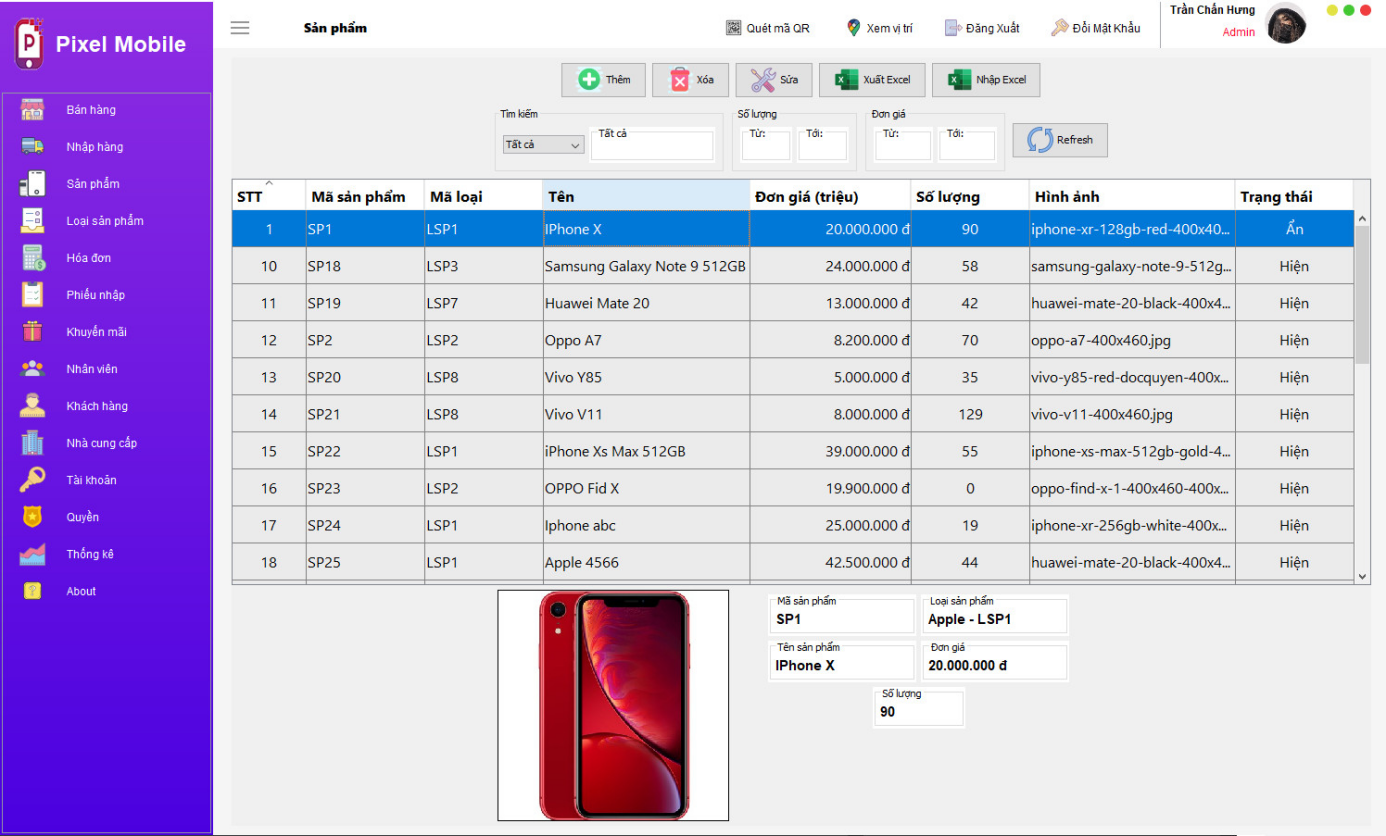 Pixel Mobile
Bán hàng
Nhập hàng
Sản phẩm
Loại sản phẩm
Hóa đơn
Phiếu nhập
Khuyến mãi
Nhân viên
Khách hàng
Nhà cung cấp
Tài khoản
Quyền
Thống kê
About
Sản phẩm
Quét mã QR
Xem vị trí
Đăng Xuất
Đổi Mật Khẩu
Trần Chấn Hưng
Admin
Thêm
Xóa
Sửa
Xuất Excel
Nhập Excel
Tìm kiếm
Tất cả
Tất cả
Số lượng
Từ:
Tới:
Đơn giá
Từ:
Tới:
Refresh
STT Mã sản phẩm Mã loại Tên Đơn giá (triệu) Số lượng Hình ảnh Trạng thái
1 SP1 LSP1 IPhone X 20.000.000 đ 90 iphone-xr-128gb-red-400x40... Ẩn
10 SP18 LSP3 Samsung Galaxy Note 9 512GB 24.000.000 đ 58 samsung-galaxy-note-9-512g... Hiện
11 SP19 LSP7 Huawei Mate 20 13.000.000 đ 42 huawei-mate-20-black-400x4... Hiện
12 SP2 LSP2 Oppo A7 8.200.000 đ 70 oppo-a7-400x460.jpg Hiện
13 SP20 LSP8 Vivo Y85 5.000.000 đ 35 vivo-y85-red-docquyen-400x... Hiện
14 SP21 LSP8 Vivo V11 8.000.000 đ 129 vivo-v11-400x460.jpg Hiện
15 SP22 LSP1 iPhone Xs Max 512GB 39.000.000 đ 55 iphone-xs-max-512gb-gold-4... Hiện
16 SP23 LSP2 OPPO Fid X 19.900.000 đ 0 oppo-find-x-1-400x460-400x... Hiện
17 SP24 LSP1 Iphone abc 25.000.000 đ 19 iphone-xr-256gb-white-400x... Hiện
18 SP25 LSP1 Apple 4566 42.500.000 đ 44 huawei-mate-20-black-400x4... Hiện
Mã sản phẩm
SP1
Loại sản phẩm
Apple - LSP1
Tên sản phẩm
IPhone X
Đơn giá
20.000.000 đ
Số lượng
90